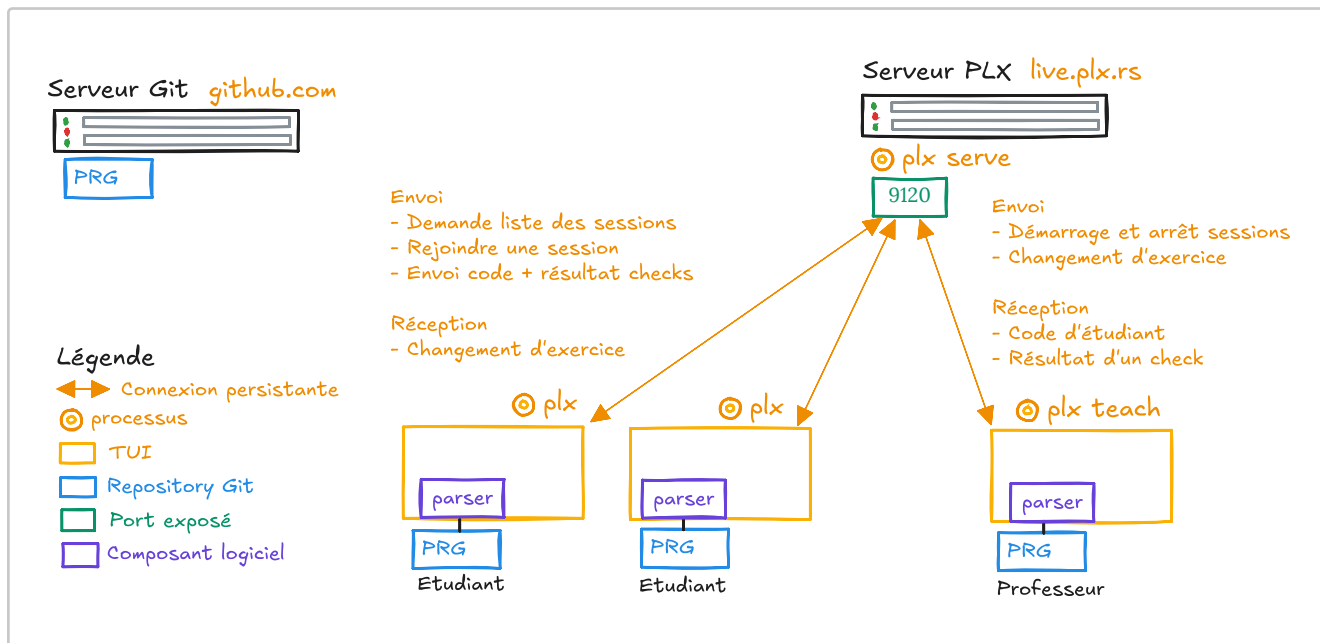 Serveur Git github.com
PRG
Serveur PLX live.plx.rs
plx serve
9120
Envoi
- Demande liste des sessions
- Rejoindre une session
- Envoi code + résultat checks
Réception
- Changement d'exercice
Envoi
- Démarrage et arrêt sessions
- Changement d'exercice
Réception
- Code d'étudiant
- Résultat d'un check
Légende
Connexion persistante
processus
TUI
Repository Git
Port exposé
Composant logiciel
plx
parser
PRG
Etudiant
plx
parser
PRG
Etudiant
plx teach
parser
PRG
Professeur